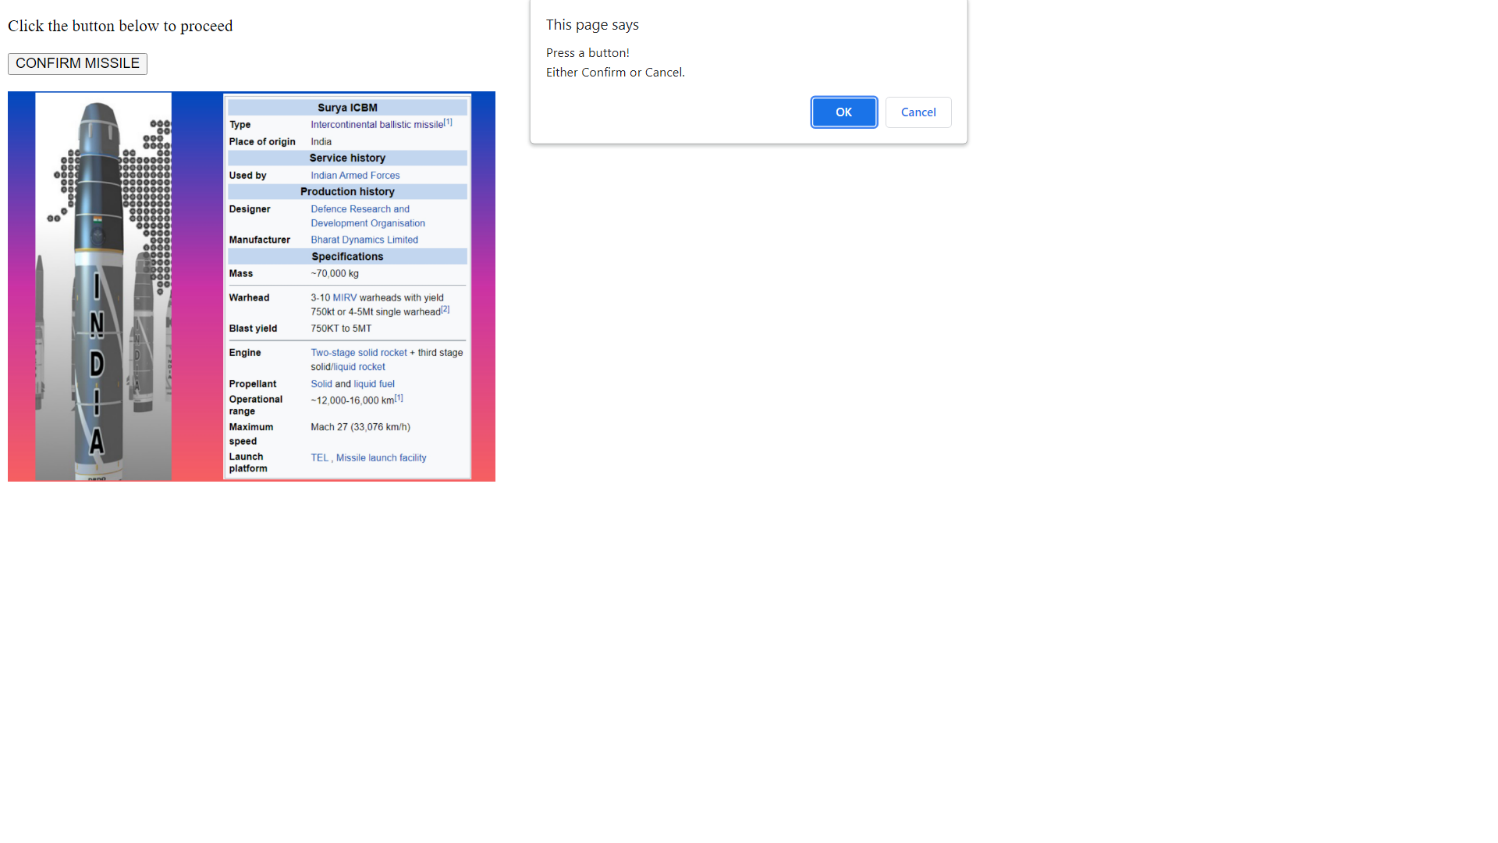 Click the button below to proceed
CONFIRM MISSILE
This page says
Press a button!
Either Confirm or Cancel.
OK
Cancel
INDIA
Surya ICBM
Type Intercontinental ballistic missile[1]
Place of origin India
Service history
Used by Indian Armed Forces
Production history
Designer Defence Research and
Development Organisation
Manufacturer Bharat Dynamics Limited
Specifications
Mass ~70,000 kg
Warhead 3-10 MIRV warheads with yield
750kt or 4-5Mt single warhead[2]
Blast yield 750KT to 5MT
Engine Two-stage solid rocket + third stage
solid/liquid rocket
Propellant Solid and liquid fuel
Operational ~12,000-16,000 km[1]
range
Maximum Mach 27 (33,076 km/h)
speed
Launch TEL , Missile launch facility
platform